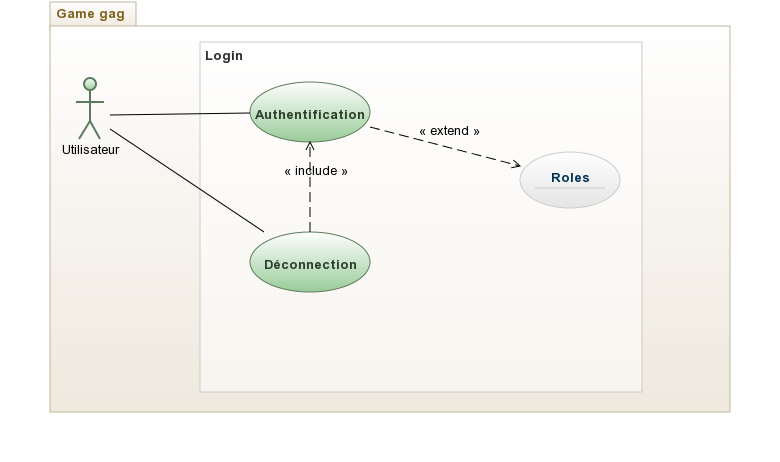 Game gag
Login
Authentification
« extend »
Utilisateur
« include »
Roles
Déconnection